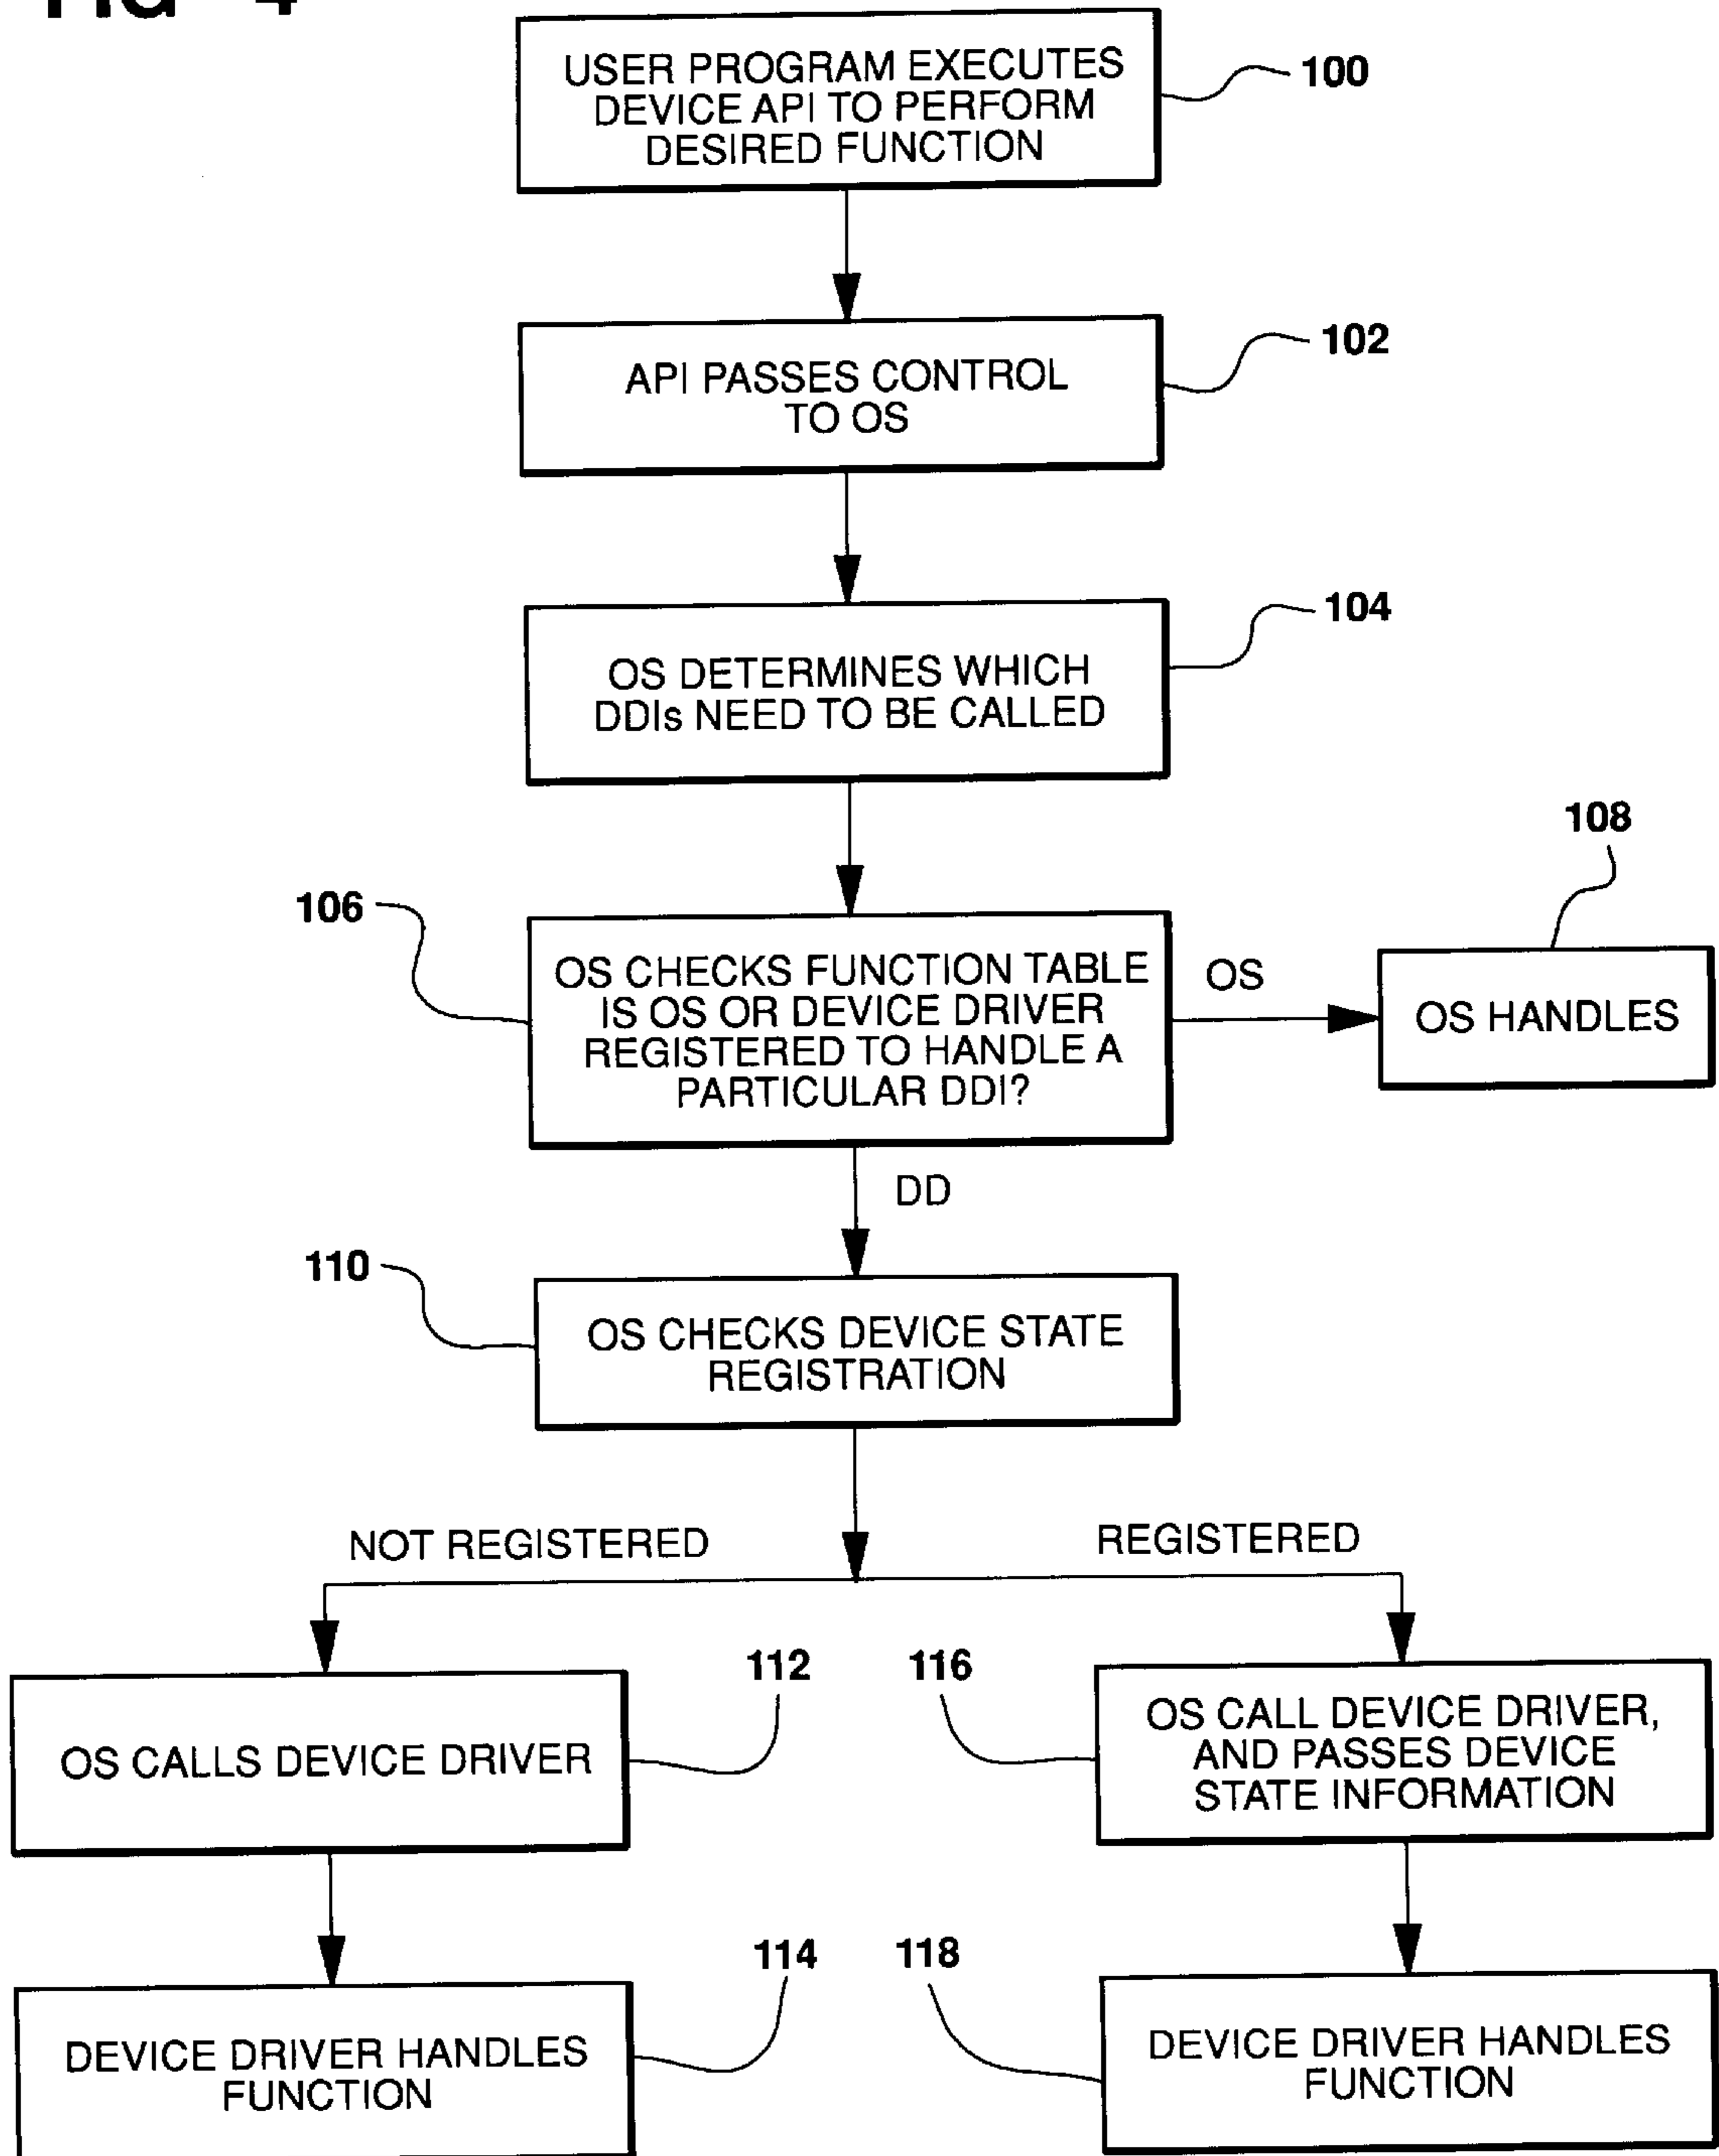 USER PROGRAM EXECUTES
DEVICE API TO PERFORM
DESIRED FUNCTION
100
API PASSES CONTROL
TO OS
102
OS DETERMINES WHICH
DDIs NEED TO BE CALLED
104
106
OS CHECKS FUNCTION TABLE
IS OS OR DEVICE DRIVER
REGISTERED TO HANDLE A
PARTICULAR DDI?
OS
108
OS HANDLES
DD
110
OS CHECKS DEVICE STATE
REGISTRATION
NOT REGISTERED
REGISTERED
OS CALLS DEVICE DRIVER
112
116
OS CALL DEVICE DRIVER,
AND PASSES DEVICE
STATE INFORMATION
DEVICE DRIVER HANDLES
FUNCTION
114
118
DEVICE DRIVER HANDLES
FUNCTION